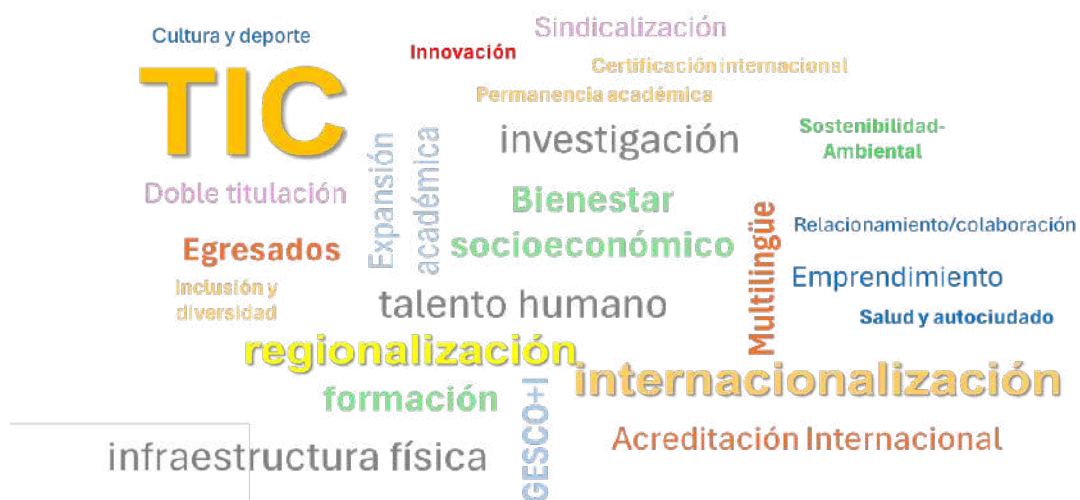 Cultura y deporte
Sindicalización
Innovación
Certificación internacional
TIC
Permanencia académica
investigación
Sostenibilidad-
Ambiental
Expansión
académica
Doble titulación
Bienestar
socioeconómico
Multilingüe
Relacionamiento/colaboración
Egresados
Emprendimiento
Inclusión y
diversidad
talento humano
Salud y autociudado
regionalización
internacionalización
formación
GESCO+I
Acreditación Internacional
infraestructura física